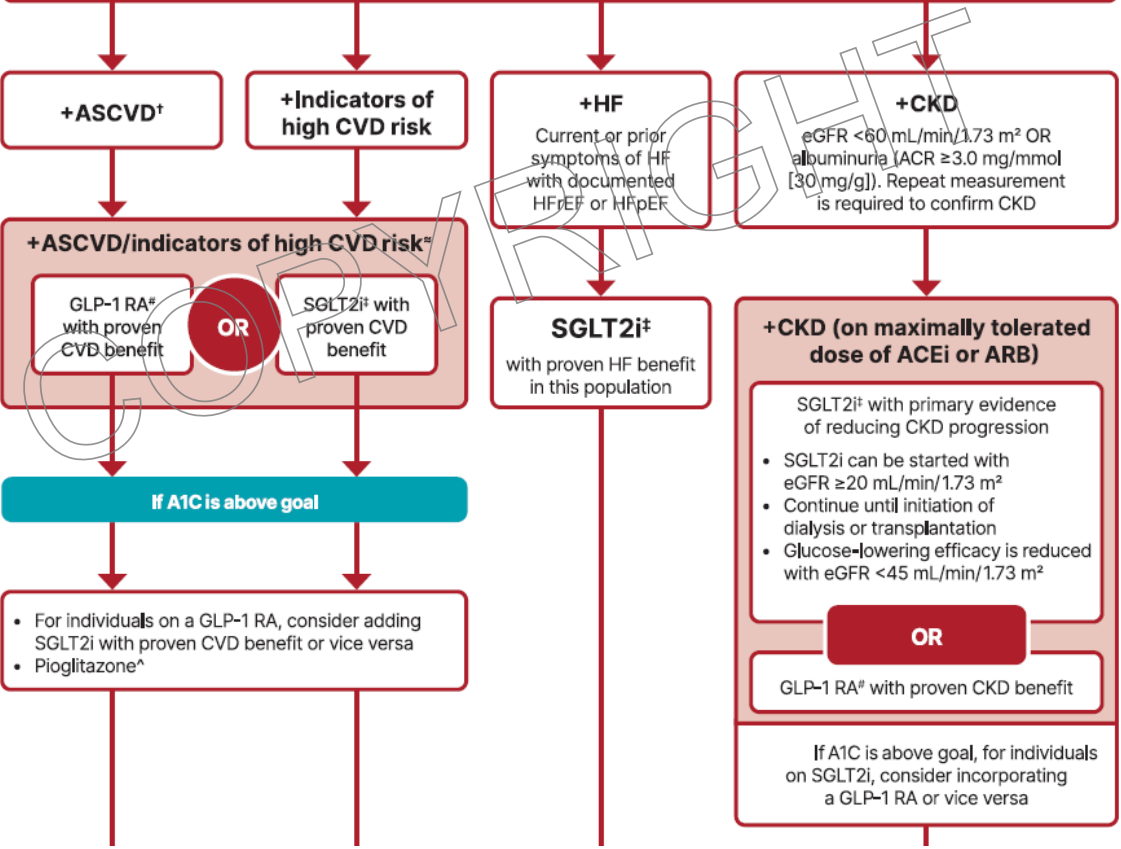 +ASCVD†
+Indicators of
high CVD risk
+HF
Current or prior
symptoms of HF
with documented
HFrEF or HFpEF
+CKD
eGFR <60 mL/min/1.73 m² OR
albuminuria (ACR ≥3.0 mg/mmol
[30 mg/g]). Repeat measurement
is required to confirm CKD
+ASCVD/indicators of high CVD risk≈
GLP-1 RA#
with proven
CVD benefit
OR
SGLT2i‡ with
proven CVD
benefit
SGLT2i‡
with proven HF benefit
in this population
+CKD (on maximally tolerated
dose of ACEi or ARB)
SGLT2i‡ with primary evidence
of reducing CKD progression
• SGLT2i can be started with
eGFR ≥20 mL/min/1.73 m²
• Continue until initiation of
dialysis or transplantation
• Glucose-lowering efficacy is reduced
with eGFR <45 mL/min/1.73 m²
OR
GLP-1 RA# with proven CKD benefit
If A1C is above goal, for individuals
on SGLT2i, consider incorporating
a GLP-1 RA or vice versa
If A1C is above goal
• For individuals on a GLP-1 RA, consider adding
SGLT2i with proven CVD benefit or vice versa
• Pioglitazone^
COPYRIGHT